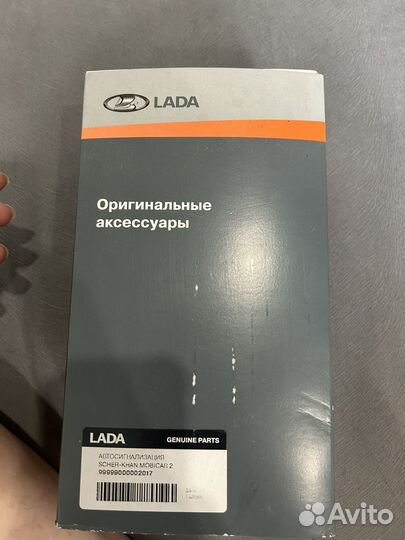 LADA
Оригинальные
аксессуары
LADA GENUINE PARTS
АВТОСИГНАЛИЗАЦИЯ
SCHER-KHAN MOBICAR 2
99999000002017
Avito